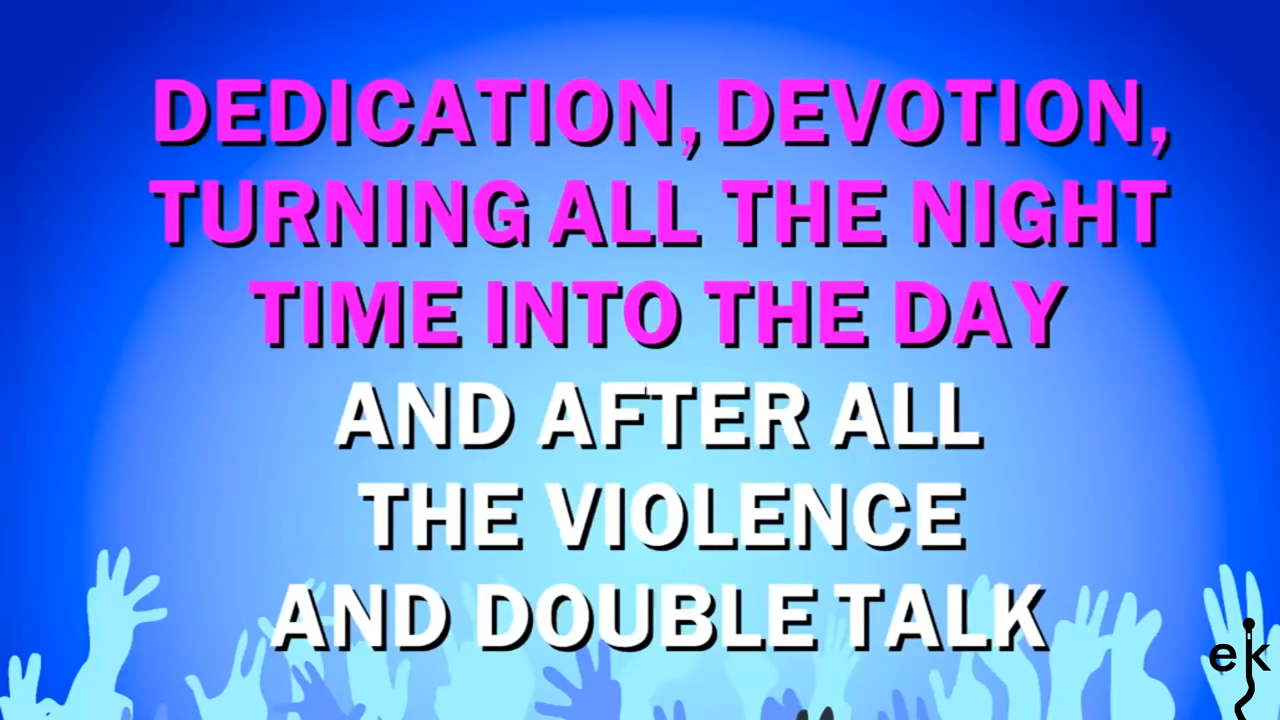 DEDICATION, DEVOTION,
TURNING ALL THE NIGHT
TIME INTO THE DAY
AND AFTER ALL
THE VIOLENCE
AND DOUBLE TALK
ek